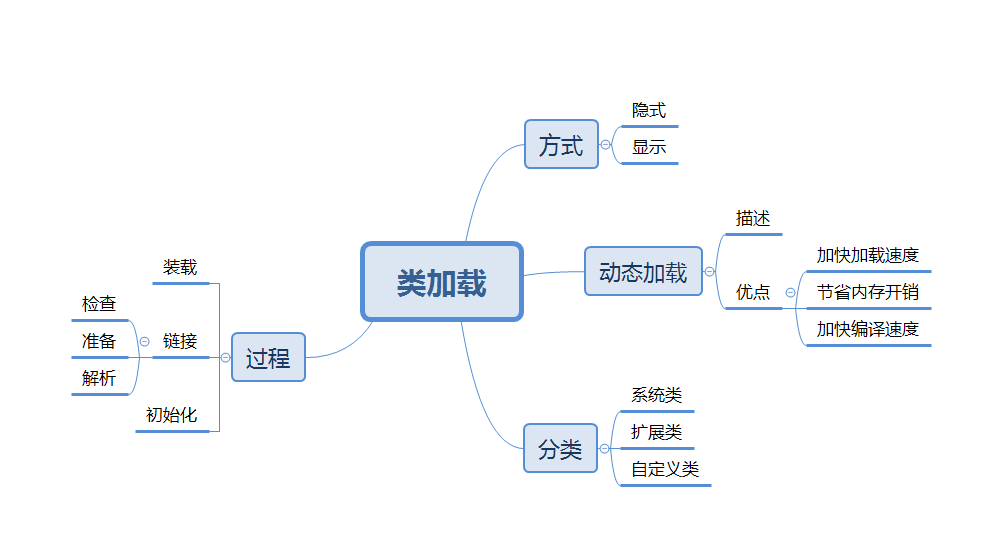 类加载
方式
隐式
显示
动态加载
描述
优点
加快加载速度
节省内存开销
加快编译速度
分类
系统类
扩展类
自定义类
过程
装载
链接
检查
准备
解析
初始化